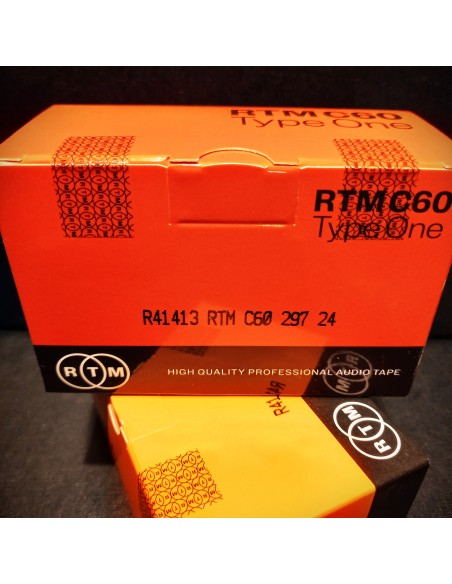 RTM C60
Type One
RTM C60
Type One
R41413 RTM C60 297 24
RTM
HIGH QUALITY PROFESSIONAL AUDIO TAPE
RTM
RTM